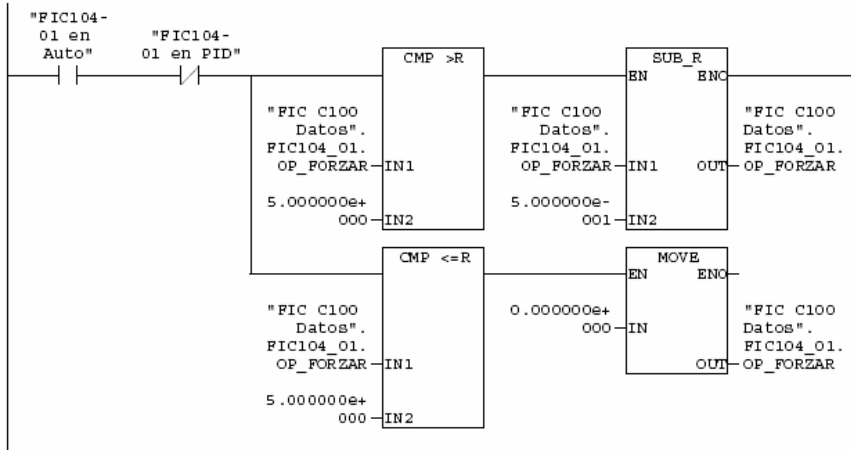 "FIC104-
01 en
Auto"
"FIC104-
01 en PID"
CMP >R
SUB_R
EN ENO
"FIC C100
Datos".
FIC104_01.
OP_FORZAR IN1
5.000000e+
000 IN2
"FIC C100
Datos".
FIC104_01.
OP_FORZAR IN1
5.000000e-
001 IN2
"FIC C100
Datos".
FIC104_01.
OUT OP_FORZAR
CMP <=R
MOVE
EN ENO
"FIC C100
Datos".
FIC104_01.
OP_FORZAR IN1
5.000000e+
000 IN2
0.000000e+
000 IN
"FIC C100
Datos".
FIC104_01.
OUT OP_FORZAR